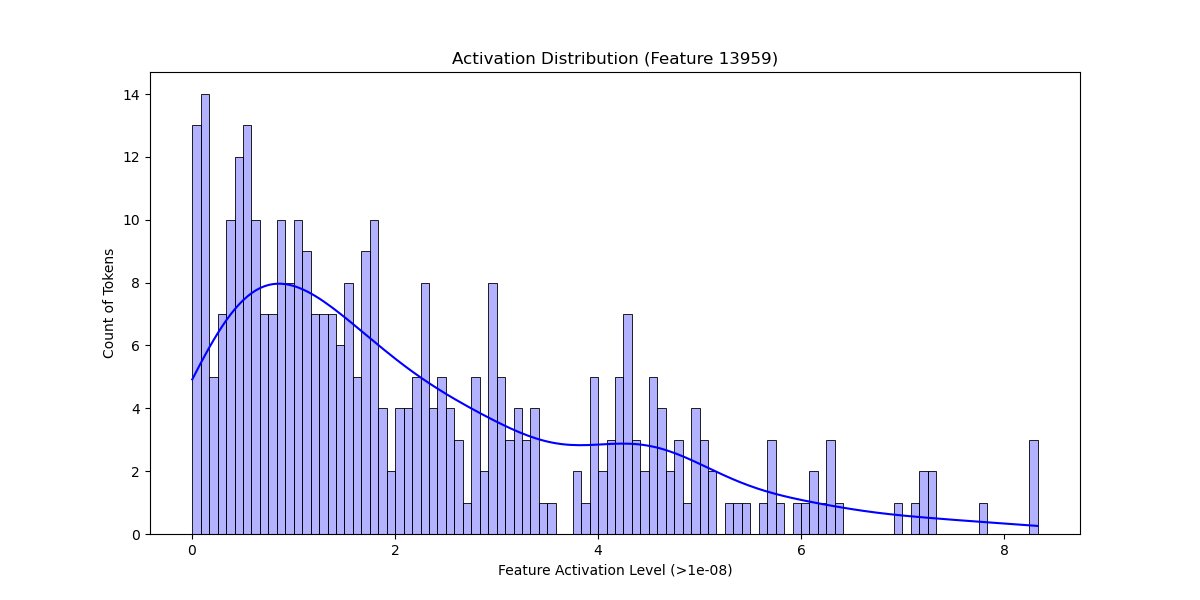 Activation Distribution (Feature 13959)
14
12
10
8
6
4
2
0
Count of Tokens
0 2 4 6 8
Feature Activation Level (>1e-08)